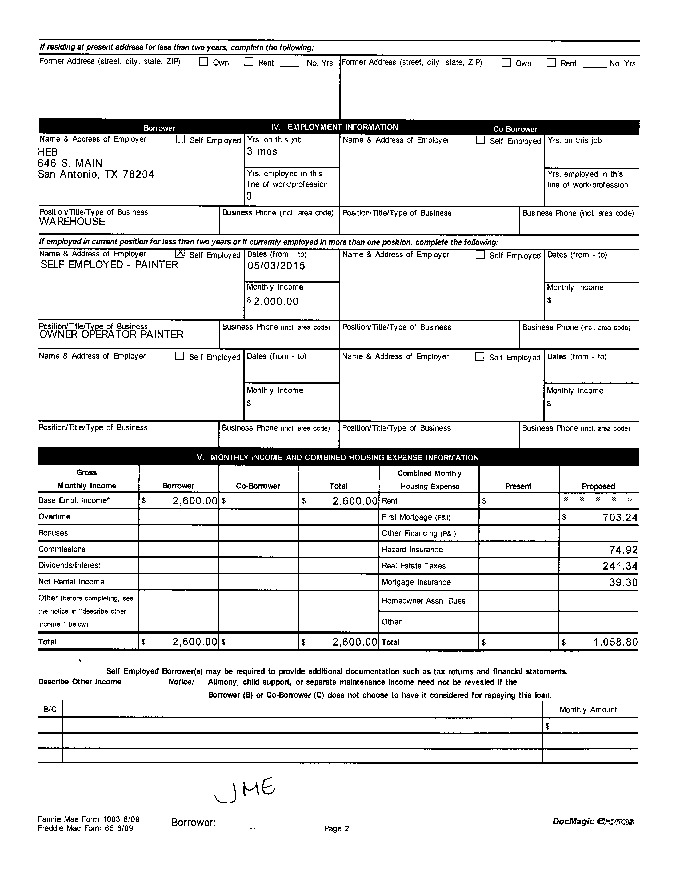 If residing at present address for less than two years, complete the following:
Former Address (street, city, state, ZIP) Own Rent ____ No. Yrs. Former Address (street, city, state, ZIP) Own Rent ____ No. Yrs.
Borrower IV. EMPLOYMENT INFORMATION Co-Borrower
Name & Address of Employer Self Employed Yrs. on this job Name & Address of Employer Self Employed Yrs. on this job
HEB 3 mos
646 S. MAIN
San Antonio, TX 78204 Yrs. employed in this Yrs. employed in this
line of work/profession line of work/profession
3
Position/Title/Type of Business Business Phone (incl. area code) Position/Title/Type of Business Business Phone (incl. area code)
WAREHOUSE
If employed in current position for less than two years or if currently employed in more than one position, complete the following:
Name & Address of Employer X Self Employed Dates (from - to) Name & Address of Employer Self Employed Dates (from - to)
SELF EMPLOYED - PAINTER 05/03/2015
Monthly Income Monthly Income
$ 2,000.00 $
Position/Title/Type of Business Business Phone (incl. area code) Position/Title/Type of Business Business Phone (incl. area code)
OWNER OPERATOR PAINTER
Name & Address of Employer Self Employed Dates (from - to) Name & Address of Employer Self Employed Dates (from - to)
Monthly Income Monthly Income
$ $
Position/Title/Type of Business Business Phone (incl. area code) Position/Title/Type of Business Business Phone (incl. area code)
V. MONTHLY INCOME AND COMBINED HOUSING EXPENSE INFORMATION
Gross Combined Monthly
Monthly Income Borrower Co-Borrower Total Housing Expense Present Proposed
Base Empl. Income* $ 2,600.00 $ $ 2,600.00 Rent $
Overtime First Mortgage (P&I) $ 703.24
Bonuses Other Financing (P&I)
Commissions Hazard Insurance 74.92
Dividends/Interest Real Estate Taxes 241.34
Net Rental Income Mortgage Insurance 39.30
Other (before completing, see Homeowner Assn. Dues
the notice in "describe other
income," below) Other
Total $ 2,600.00 $ $ 2,600.00 Total $ $ 1,058.80
Self Employed Borrower(s) may be required to provide additional documentation such as tax returns and financial statements.
Describe Other Income Notice: Alimony, child support, or separate maintenance income need not be revealed if the
Borrower (B) or Co-Borrower (C) does not choose to have it considered for repaying this loan.
B/C Monthly Amount
$
JME
Fannie Mae Form 1003 6/09
Freddie Mac Form 65 6/09 Borrower: Page 2 DocMagic